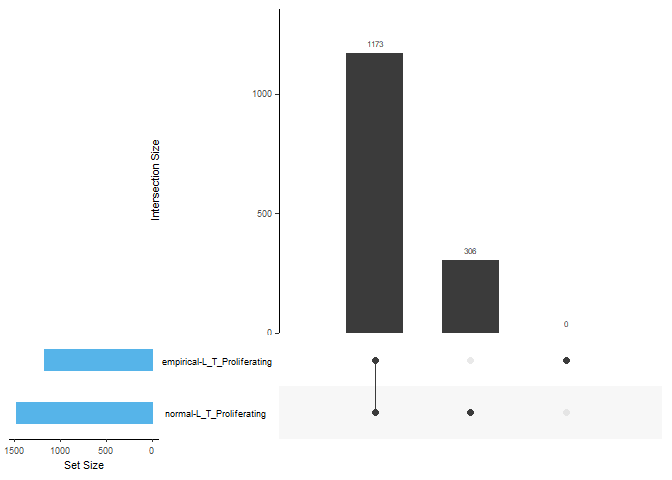 1173
1000
Intersection Size
500
306
0
0
empirical-L_T_Proliferating
normal-L_T_Proliferating
1500 1000 500 0
Set Size